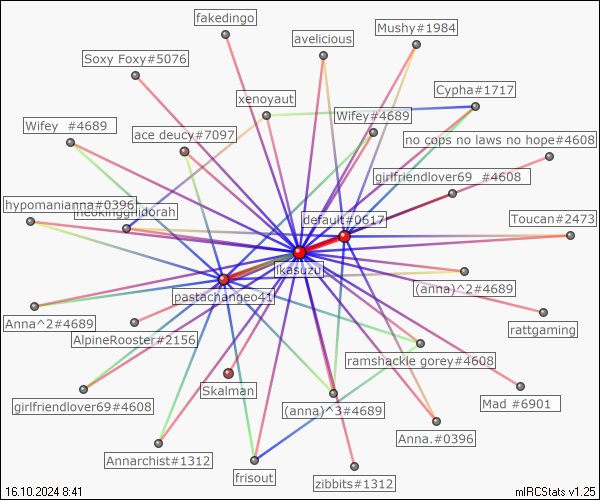 fakedingo
Mushy#1984
avelicious
Soxy Foxy#5076
Cypha#1717
xenoyaut
Wifey#4689
Wifey #4689
ace deucy#7097
no cops no laws no hope#4608
girlfriendlover69 #4608
hypomanianna#0396
neokingghidorah
default#0617
Toucan#2473
ikasuzu
pastachangeo41
(anna)^2#4689
Anna^2#4689
AlpineRooster#2156
rattgaming
ramshackle gorey#4608
Skalman
girlfriendlover69#4608
(anna)^3#4689
Mad #6901
Anna.#0396
Annarchist#1312
frisout
zibbits#1312
16.10.2024 8:41
mIRCStats v1.25